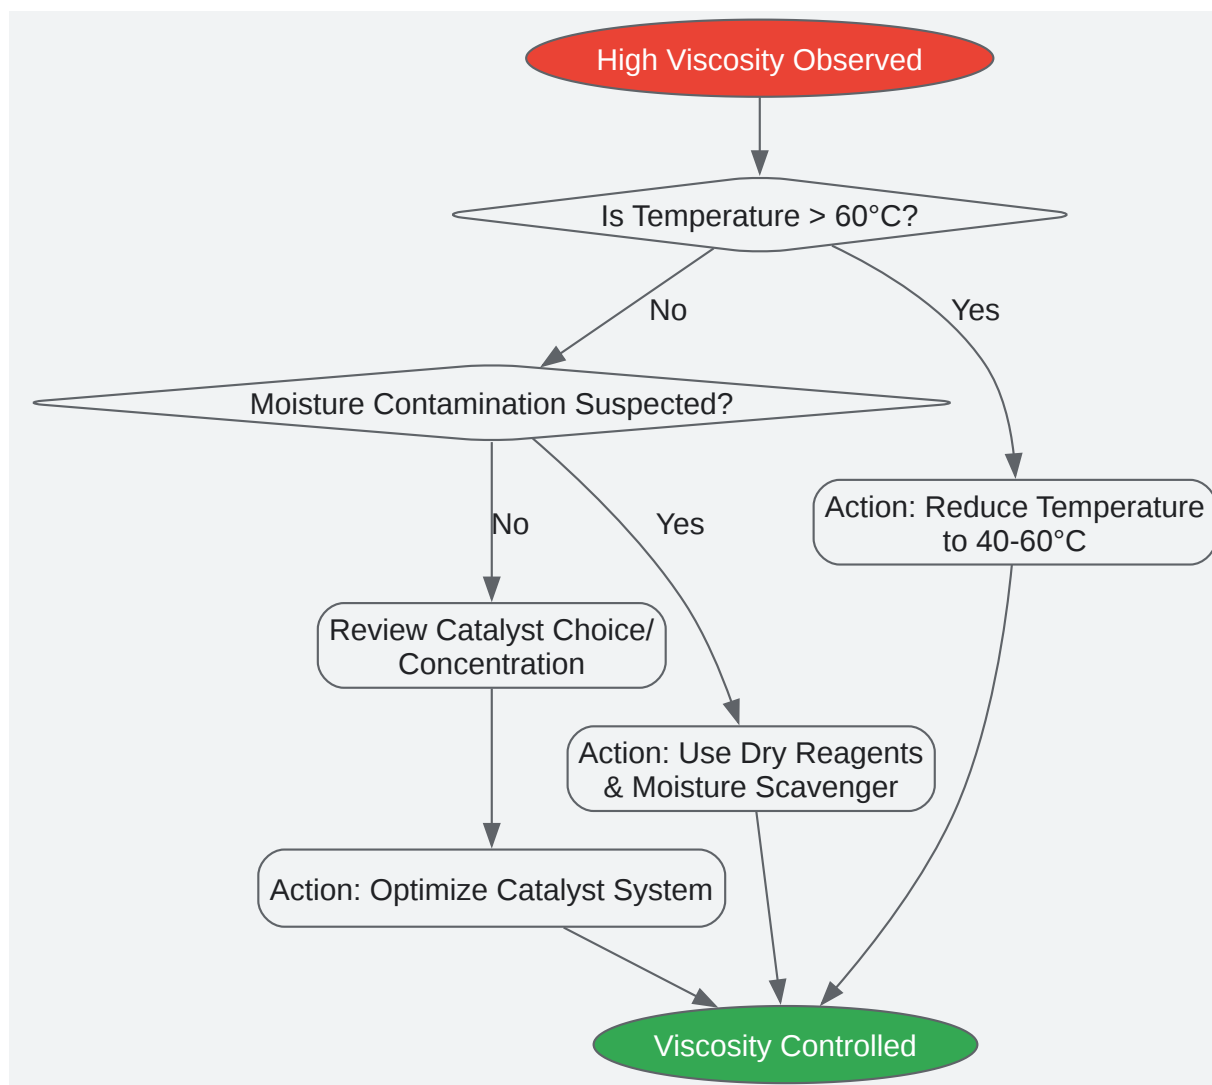 High Viscosity Observed
Is Temperature > 60°C?
No
Yes
Moisture Contamination Suspected?
Action: Reduce Temperature
to 40-60°C
No
Yes
Review Catalyst Choice/
Concentration
Action: Use Dry Reagents
& Moisture Scavenger
Action: Optimize Catalyst System
Viscosity Controlled